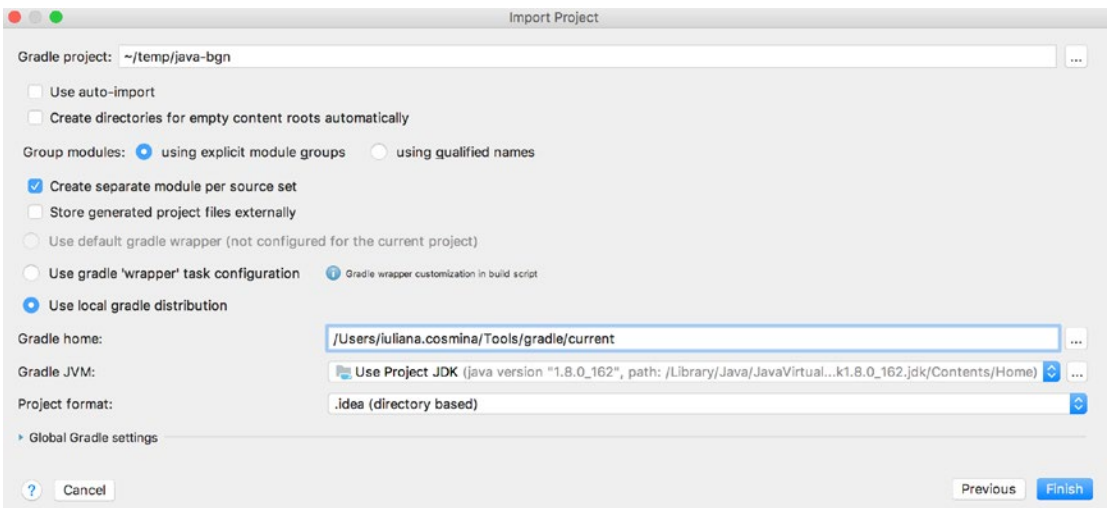 Import Project
Gradle project: ~/temp/java-bgn ...
Use auto-import
Create directories for empty content roots automatically
Group modules: using explicit module groups using qualified names
Create separate module per source set
Store generated project files externally
Use default gradle wrapper (not configured for the current project)
Use gradle 'wrapper' task configuration Gradle wrapper customization in build script
Use local gradle distribution
Gradle home: /Users/iuliana.cosmina/Tools/gradle/current ...
Gradle JVM: Use Project JDK (java version "1.8.0_162", path: /Library/Java/JavaVirtual...k1.8.0_162.jdk/Contents/Home) ...
Project format: .idea (directory based)
Global Gradle settings
? Cancel Previous Finish